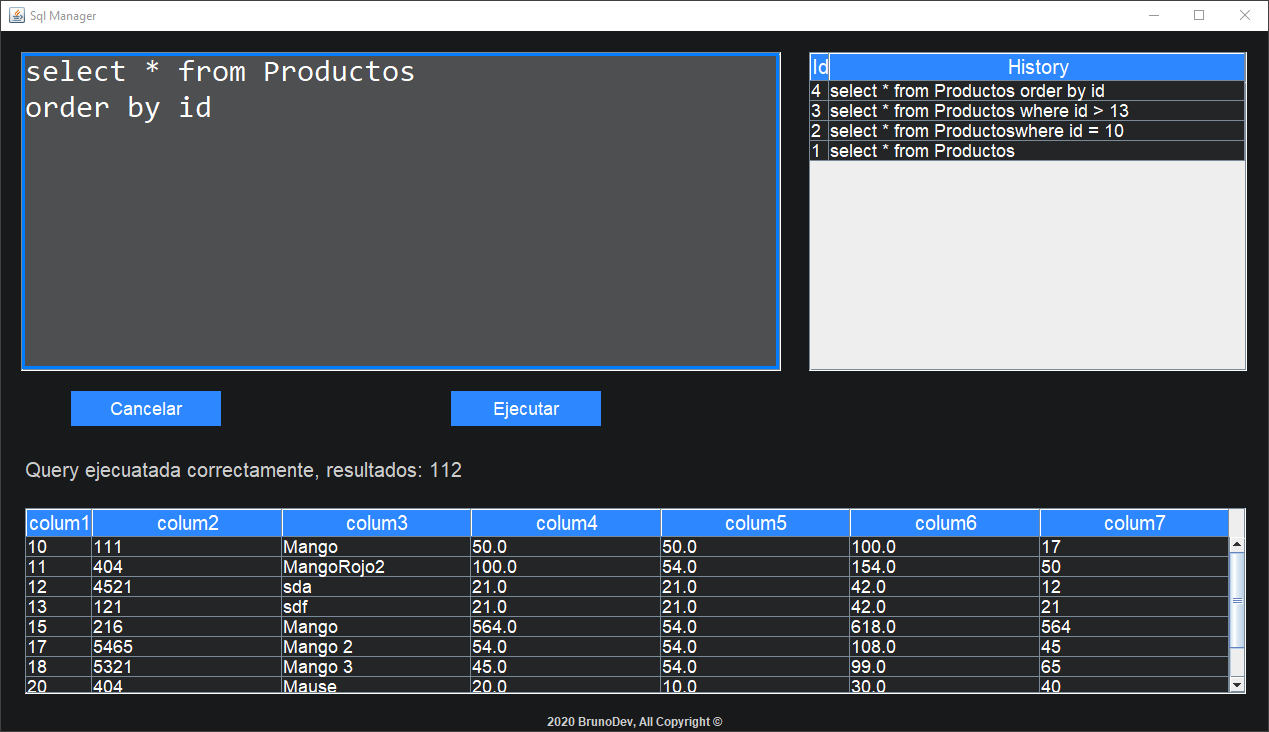 Sql Manager
select * from Productos
order by id
Id History
4 select * from Productos order by id
3 select * from Productos where id > 13
2 select * from Productoswhere id = 10
1 select * from Productos
Cancelar Ejecutar
Query ejecuatada correctamente, resultados: 112
colum1 colum2 colum3 colum4 colum5 colum6 colum7
10 111 Mango 50.0 50.0 100.0 17
11 404 MangoRojo2 100.0 54.0 154.0 50
12 4521 sda 21.0 21.0 42.0 12
13 121 sdf 21.0 21.0 42.0 21
15 216 Mango 564.0 54.0 618.0 564
17 5465 Mango 2 54.0 54.0 108.0 45
18 5321 Mango 3 45.0 54.0 99.0 65
20 404 Mause 20.0 10.0 30.0 40
2020 BrunoDev, All Copyright ©